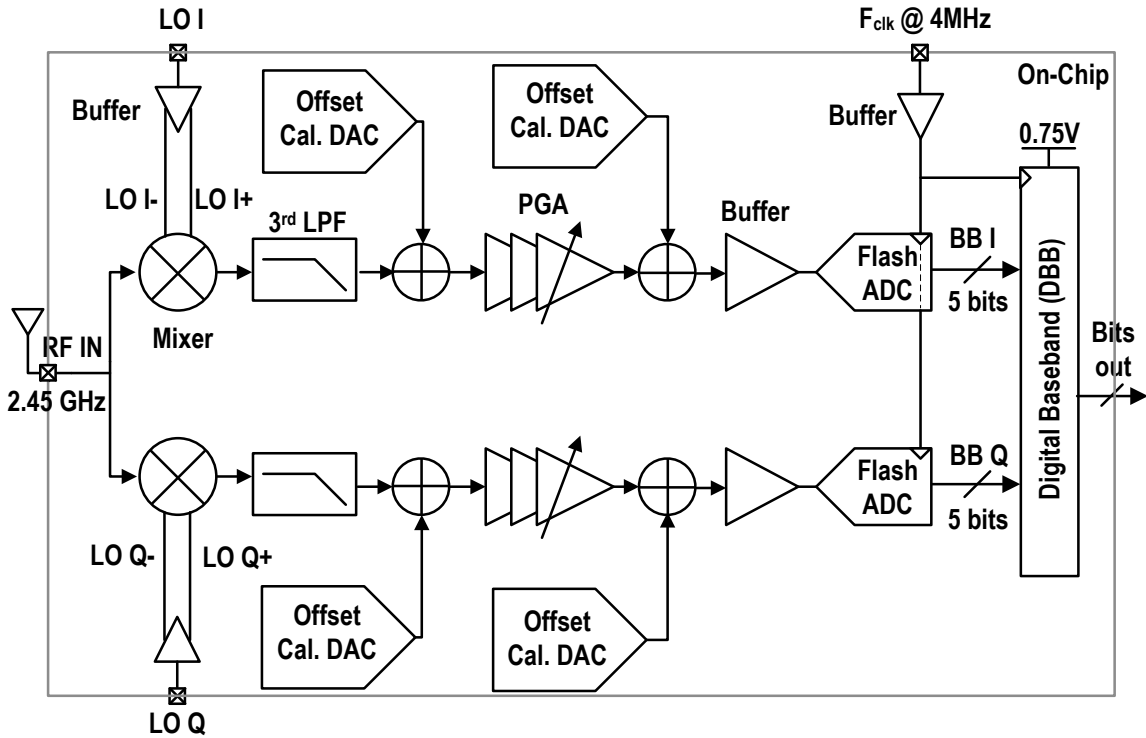 LO I
F_clk @ 4MHz
On-Chip
Offset
Cal. DAC
Offset
Cal. DAC
Buffer
Buffer
0.75V
LO I-
LO I+
3rd LPF
PGA
Buffer
Flash
ADC
BB I
5 bits
Mixer
Digital Baseband (DBB)
RF IN
2.45 GHz
Bits
out
Flash
ADC
BB Q
5 bits
LO Q-
LO Q+
Offset
Cal. DAC
Offset
Cal. DAC
LO Q